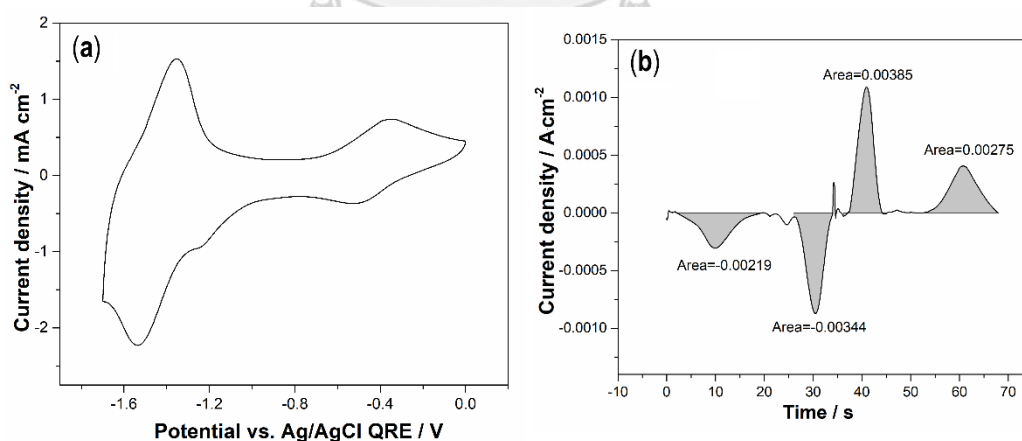 (a)
2
1
0
-1
-2
Current density / mA cm-2
-1.6 -1.2 -0.8 -0.4 0.0
Potential vs. Ag/AgCl QRE / V
(b)
0.0015
0.0010
0.0005
0.0000
-0.0005
-0.0010
Current density / A·cm-2
Area=0.00385
Area=0.00275
Area=-0.00219
Area=-0.00344
-10 0 10 20 30 40 50 60 70
Time / s